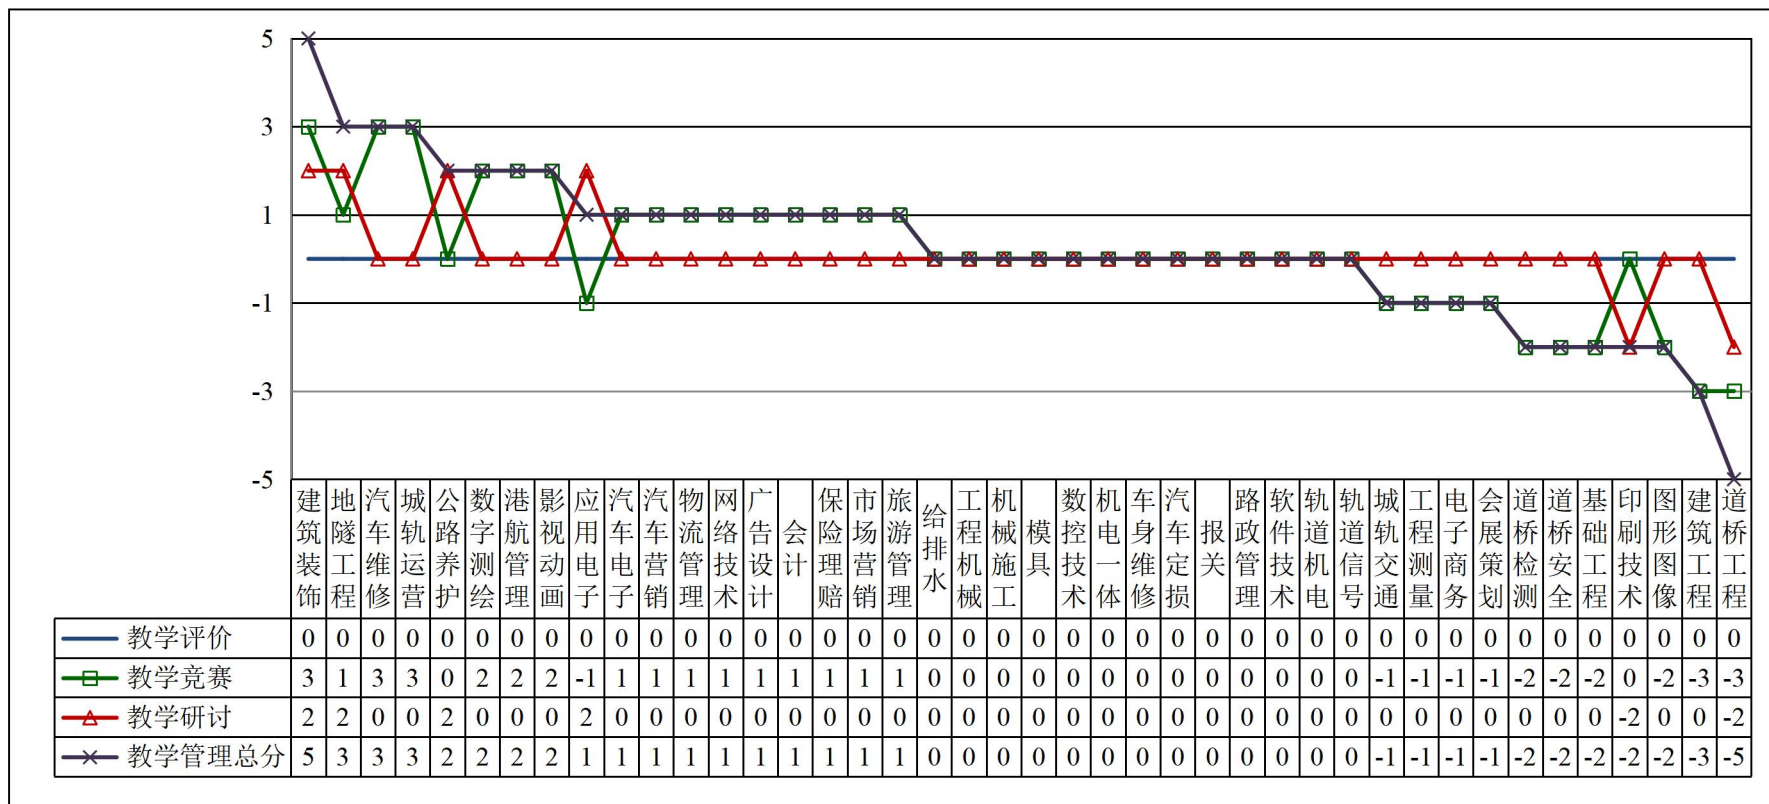 5
3
1
-1
-3
-5
建筑装饰 地隧工程 汽车维修 城轨运营 公路养护 数字测绘 港航管理 影视动画 应用电子 汽车电子 汽车营销 物流管理 网络技术 广告设计 会计 保险理赔 市场营销 旅游管理 给排水 工程机械 机械施工 模具 数控技术 机电一体 车身维修 汽车定损 报关 路政管理 软件技术 轨道机电 轨道信号 城轨交通 工程测量 电子商务 会展策划 道桥检测 道桥安全 基础工程 印刷技术 图形图像 建筑工程 道桥工程
教学评价 0 0 0 0 0 0 0 0 0 0 0 0 0 0 0 0 0 0 0 0 0 0 0 0 0 0 0 0 0 0 0 0 0 0 0 0 0 0 0 0 0 0
教学竞赛 3 1 3 3 0 2 2 2 -1 1 1 1 1 1 1 1 1 1 0 0 0 0 0 0 0 0 0 0 0 0 0 -1 -1 -1 -1 -2 -2 -2 0 -2 -3 -3
教学研讨 2 2 0 0 2 0 0 0 2 0 0 0 0 0 0 0 0 0 0 0 0 0 0 0 0 0 0 0 0 0 0 0 0 0 0 0 0 0 -2 0 0 -2
教学管理总分 5 3 3 3 2 2 2 2 1 1 1 1 1 1 1 1 1 1 0 0 0 0 0 0 0 0 0 0 0 0 0 -1 -1 -1 -1 -2 -2 -2 -2 -2 -3 -5